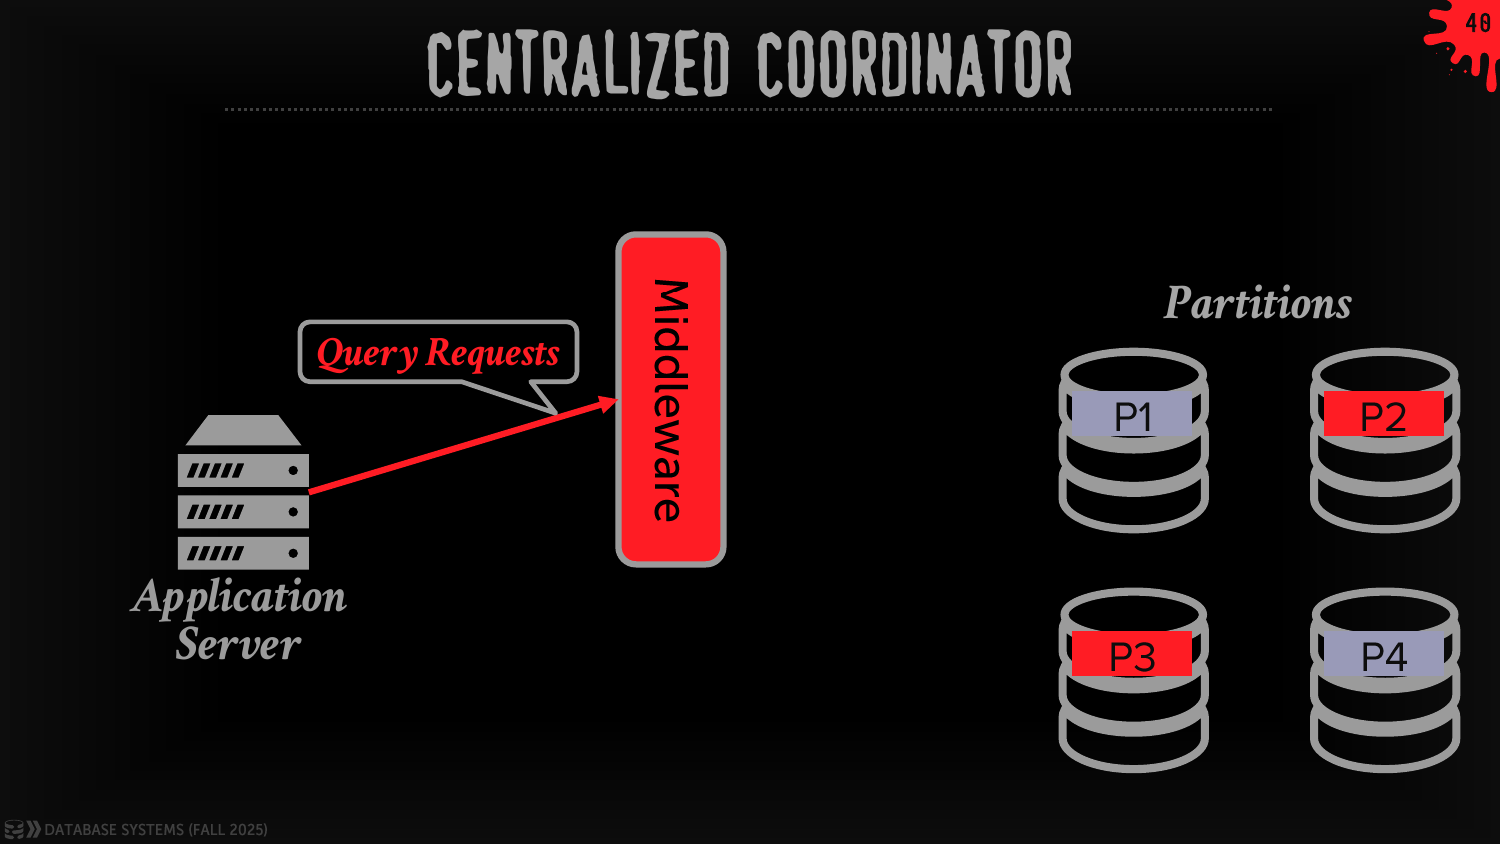 CENTRALIZED COORDINATOR
40
Middleware
Query Requests
Application
Server
Partitions
P1
P2
P3
P4
DATABASE SYSTEMS (FALL 2025)